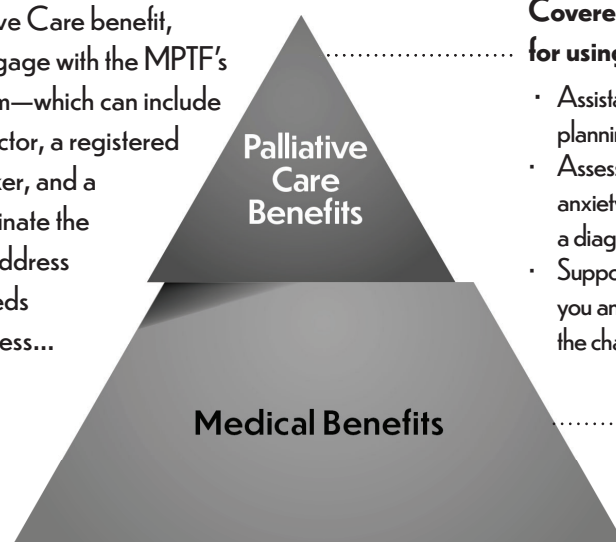 ve Care benefit,
gage with the MPTF's
m—which can include
ctor, a registered
ker, and a
inate the
ddress
eds
ess...
Palliative
Care
Benefits
Medical Benefits
Covere
for using
· Assista
plannin
· Assess
anxiety
a diag
· Suppo
you an
the cha